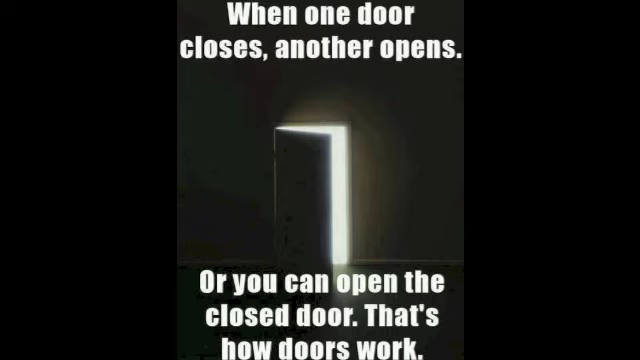 When one door
closes, another opens.
Or you can open the
closed door. That's
how doors work.